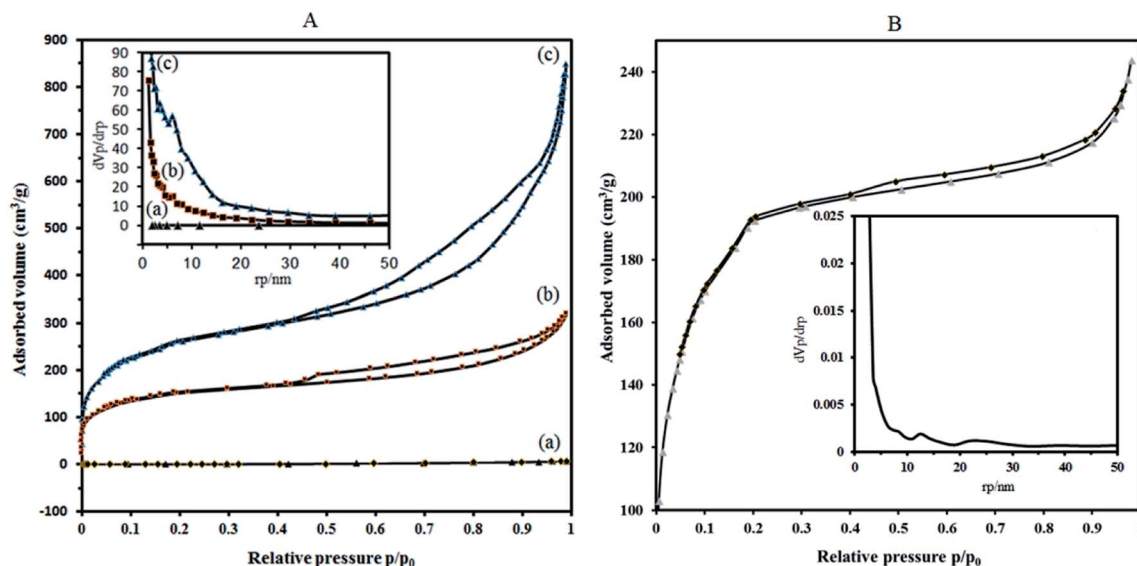 A
900
800
700
600
500
400
300
200
100
0
-100
Adsorbed volume (cm³/g)
0 0.1 0.2 0.3 0.4 0.5 0.6 0.7 0.8 0.9 1
Relative pressure p/p₀
(c)
(b)
(a)
90
80
70
60
50
40
30
20
10
0
dVp/drp
(c)
(b)
(a)
0 10 20 30 40 50
rp/nm
B
240
220
200
180
160
140
120
100
Adsorbed volume (cm³/g)
0 0.1 0.2 0.3 0.4 0.5 0.6 0.7 0.8 0.9
Relative pressure p/p₀
0.025
0.02
0.015
0.01
0.005
0
dVp/drp
0 10 20 30 40 50
rp/nm